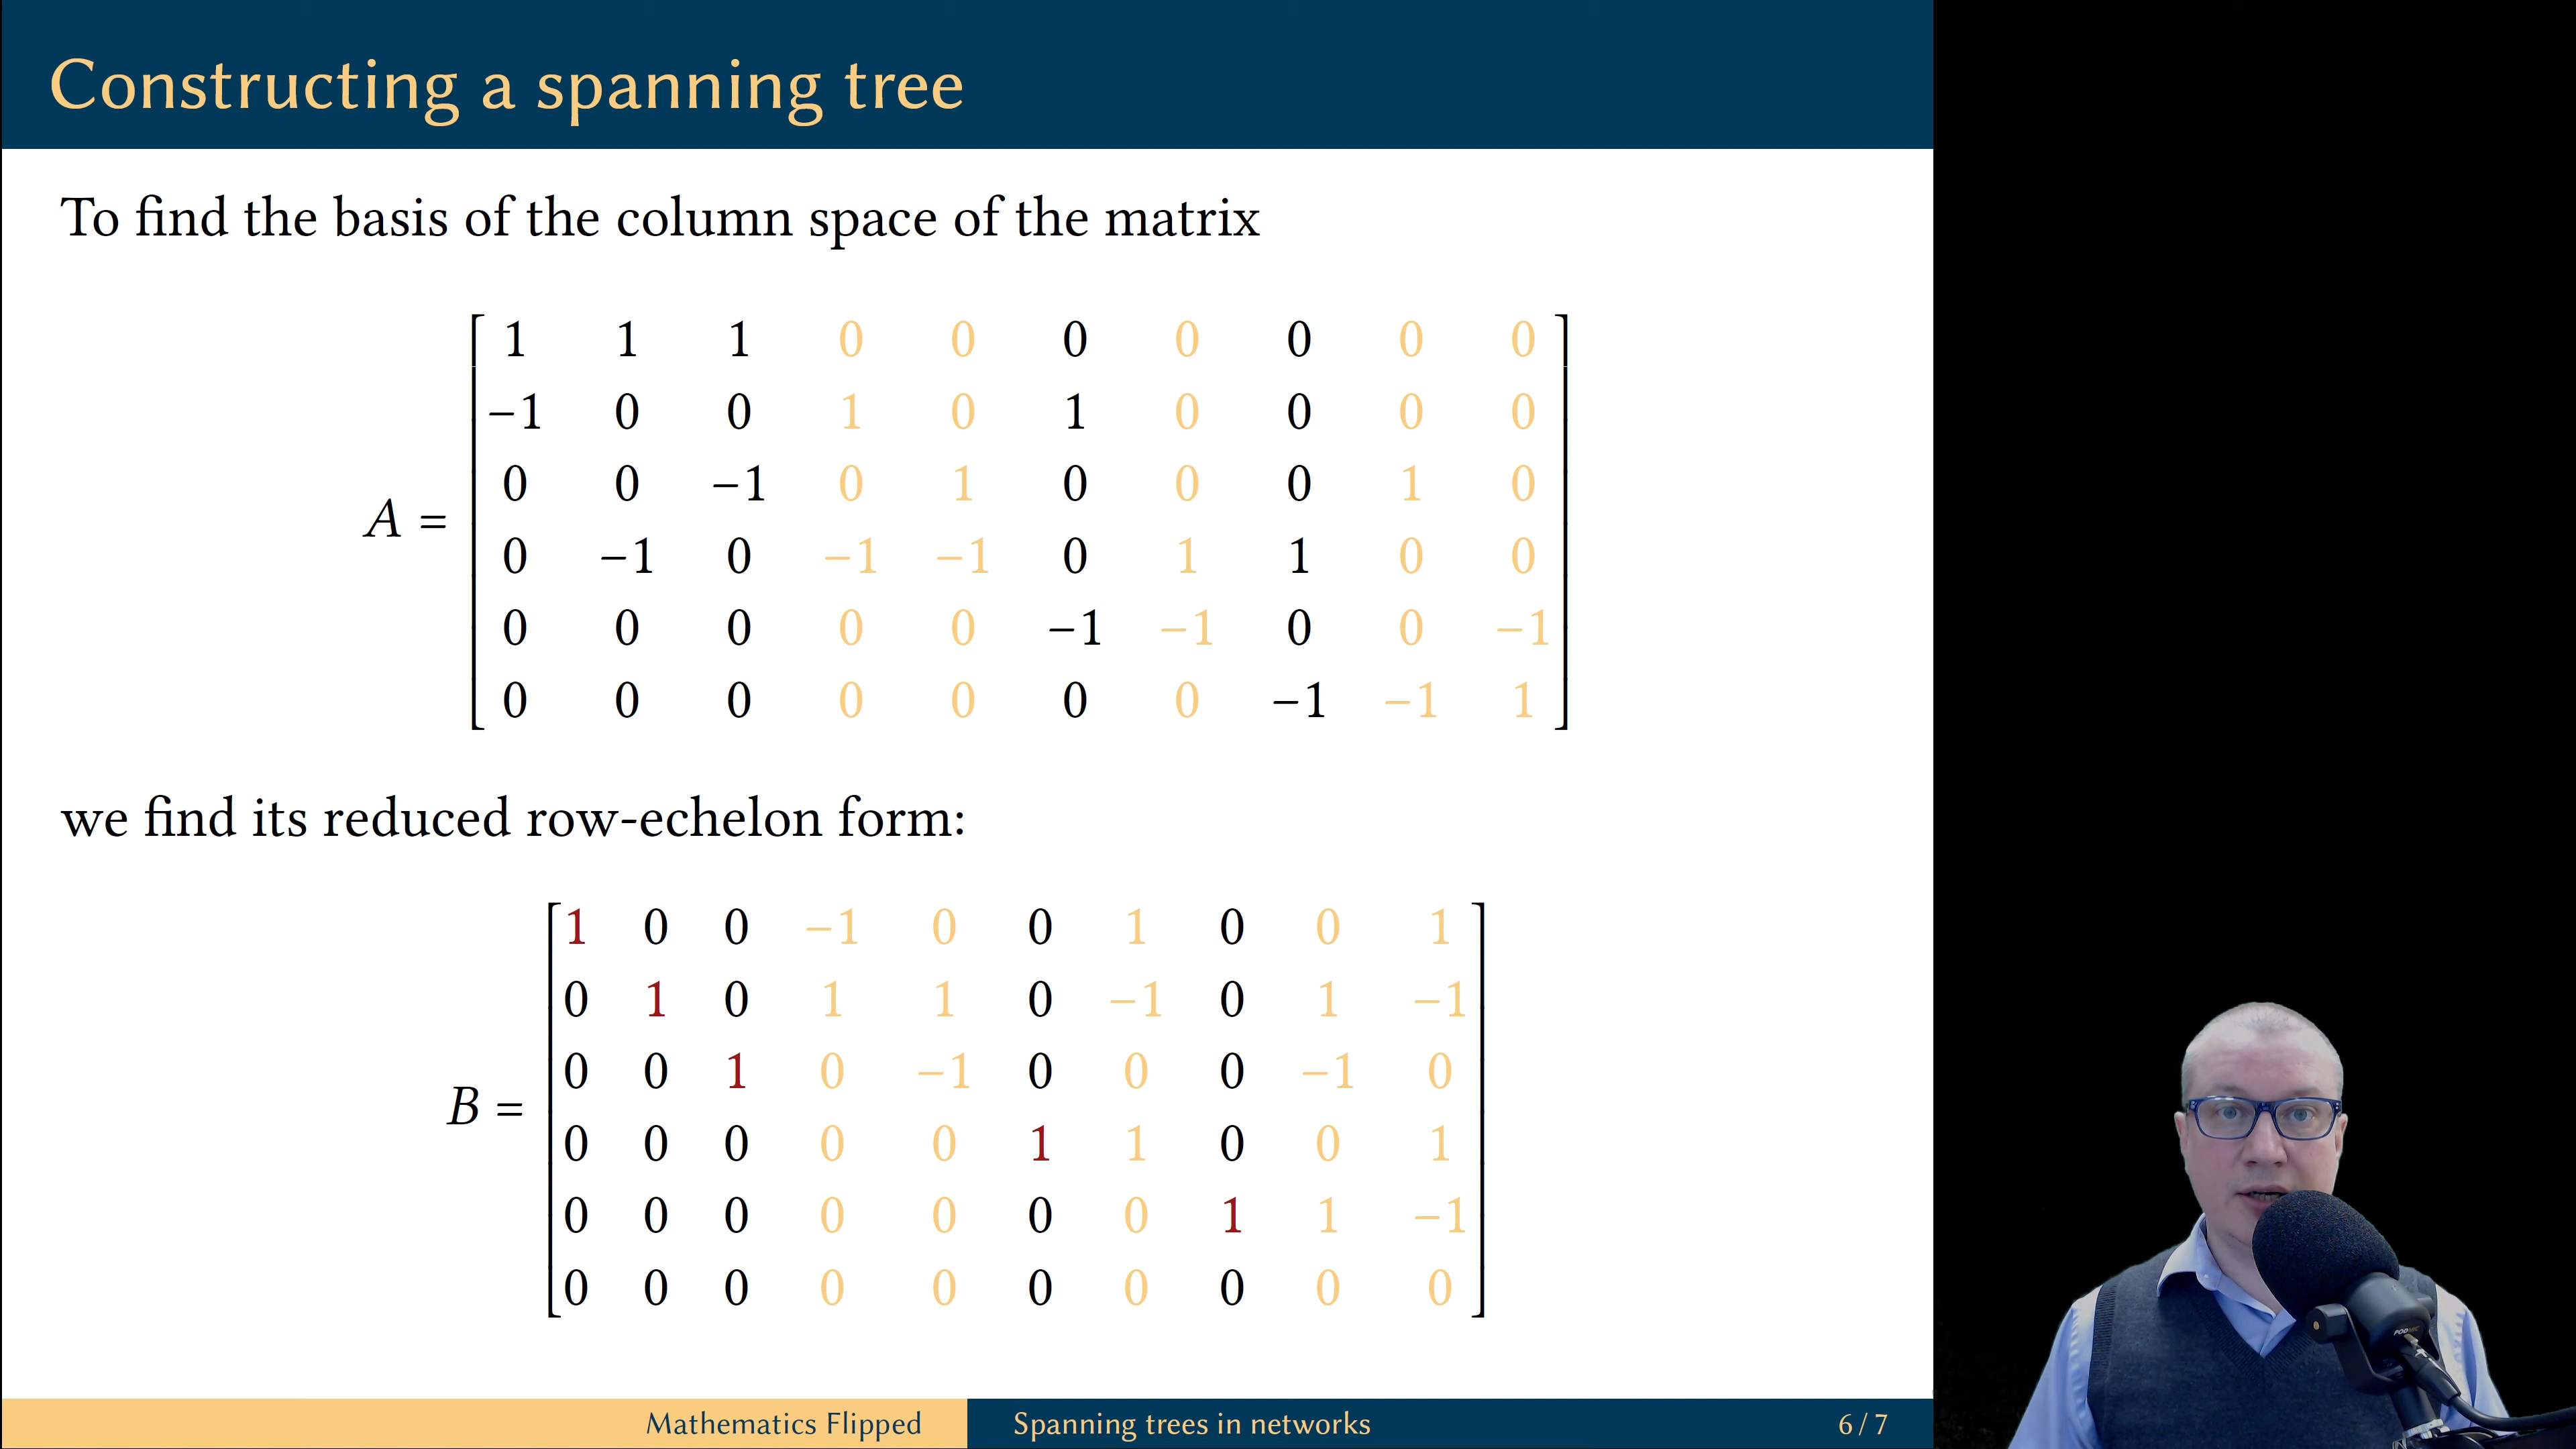 Constructing a spanning tree
To find the basis of the column space of the matrix
1 1 1 0 0 0 0 0 0 0
−1 0 0 1 0 1 0 0 0 0
0 0 −1 0 1 0 0 0 1 0
A =
0 −1 0 −1 −1 0 1 1 0 0
0 0 0 0 0 −1 −1 0 0 −1
0 0 0 0 0 0 0 −1 −1 1
we find its reduced row-echelon form:
1 0 0 −1 0 0 1 0 0 1
0 1 0 1 1 0 −1 0 1 −1
0 0 1 0 −1 0 0 0 −1 0
B =
0 0 0 0 0 1 1 0 0 1
0 0 0 0 0 0 0 1 1 −1
0 0 0 0 0 0 0 0 0 0
Mathematics Flipped Spanning trees in networks 6 / 7